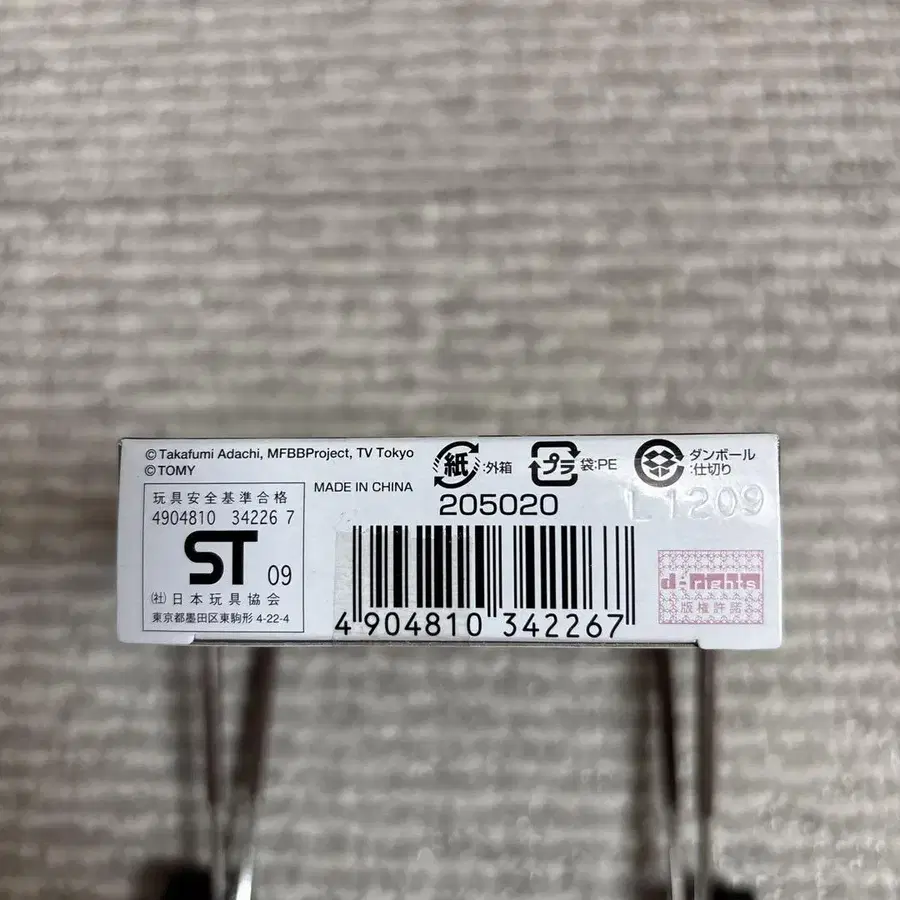 ©Takafumi Adachi, MFBBProject, TV Tokyo
©TOMY
紙 :外箱
プラ 袋:PE
ダンボール
:仕切り
玩具安全基準合格
4904810 34226 7
ST 09
(社)日本玩具協会
東京都墨田区東駒形 4-22-4
MADE IN CHINA
205020
L1209
4 904810 342267
d-rights
版権許諾